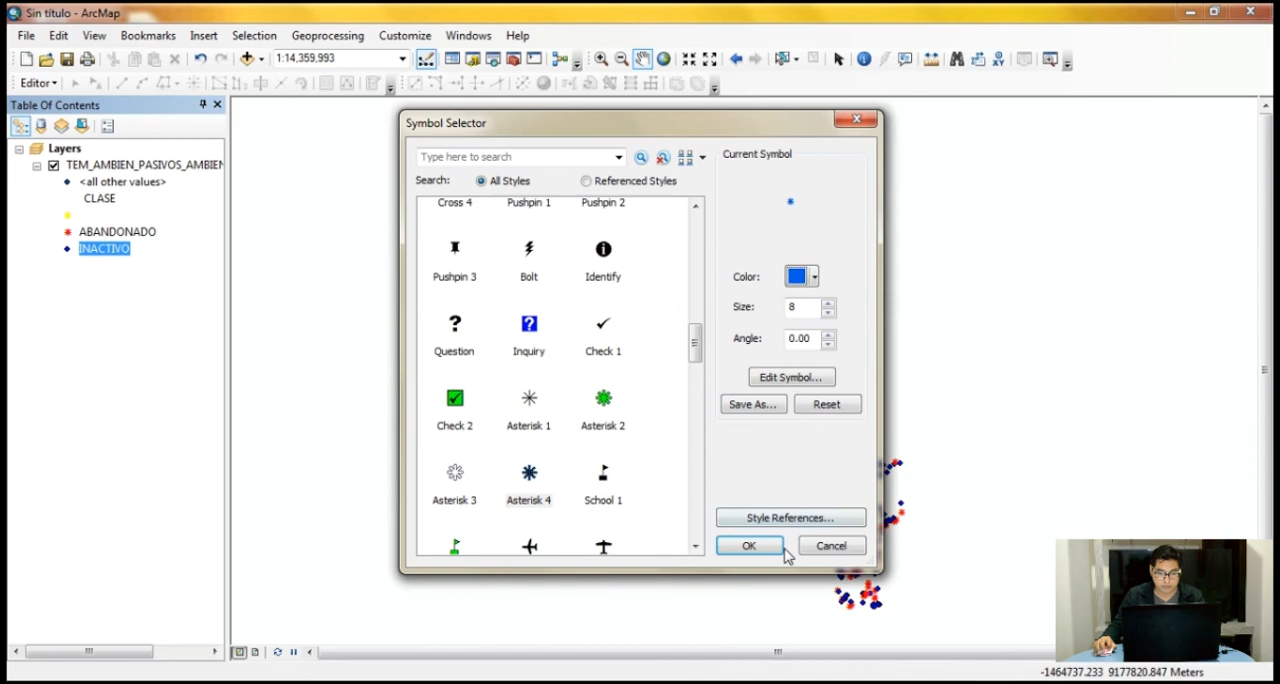 Sin título - ArcMap
File Edit View Bookmarks Insert Selection Geoprocessing Customize Windows Help
1:14,359,993
Editor
Table Of Contents
Layers
TEM_AMBIEN_PASIVOS_AMBIEN
<all other values>
CLASE
ABANDONADO
INACTIVO
Symbol Selector
Type here to search
Search: All Styles Referenced Styles
Cross 4 Pushpin 1 Pushpin 2
Pushpin 3 Bolt Identify
Question Inquiry Check 1
Check 2 Asterisk 1 Asterisk 2
Asterisk 3 Asterisk 4 School 1
Current Symbol
Color:
Size: 8
Angle: 0.00
Edit Symbol...
Save As... Reset
Style References...
OK Cancel
-1464737.233 9177820.847 Meters